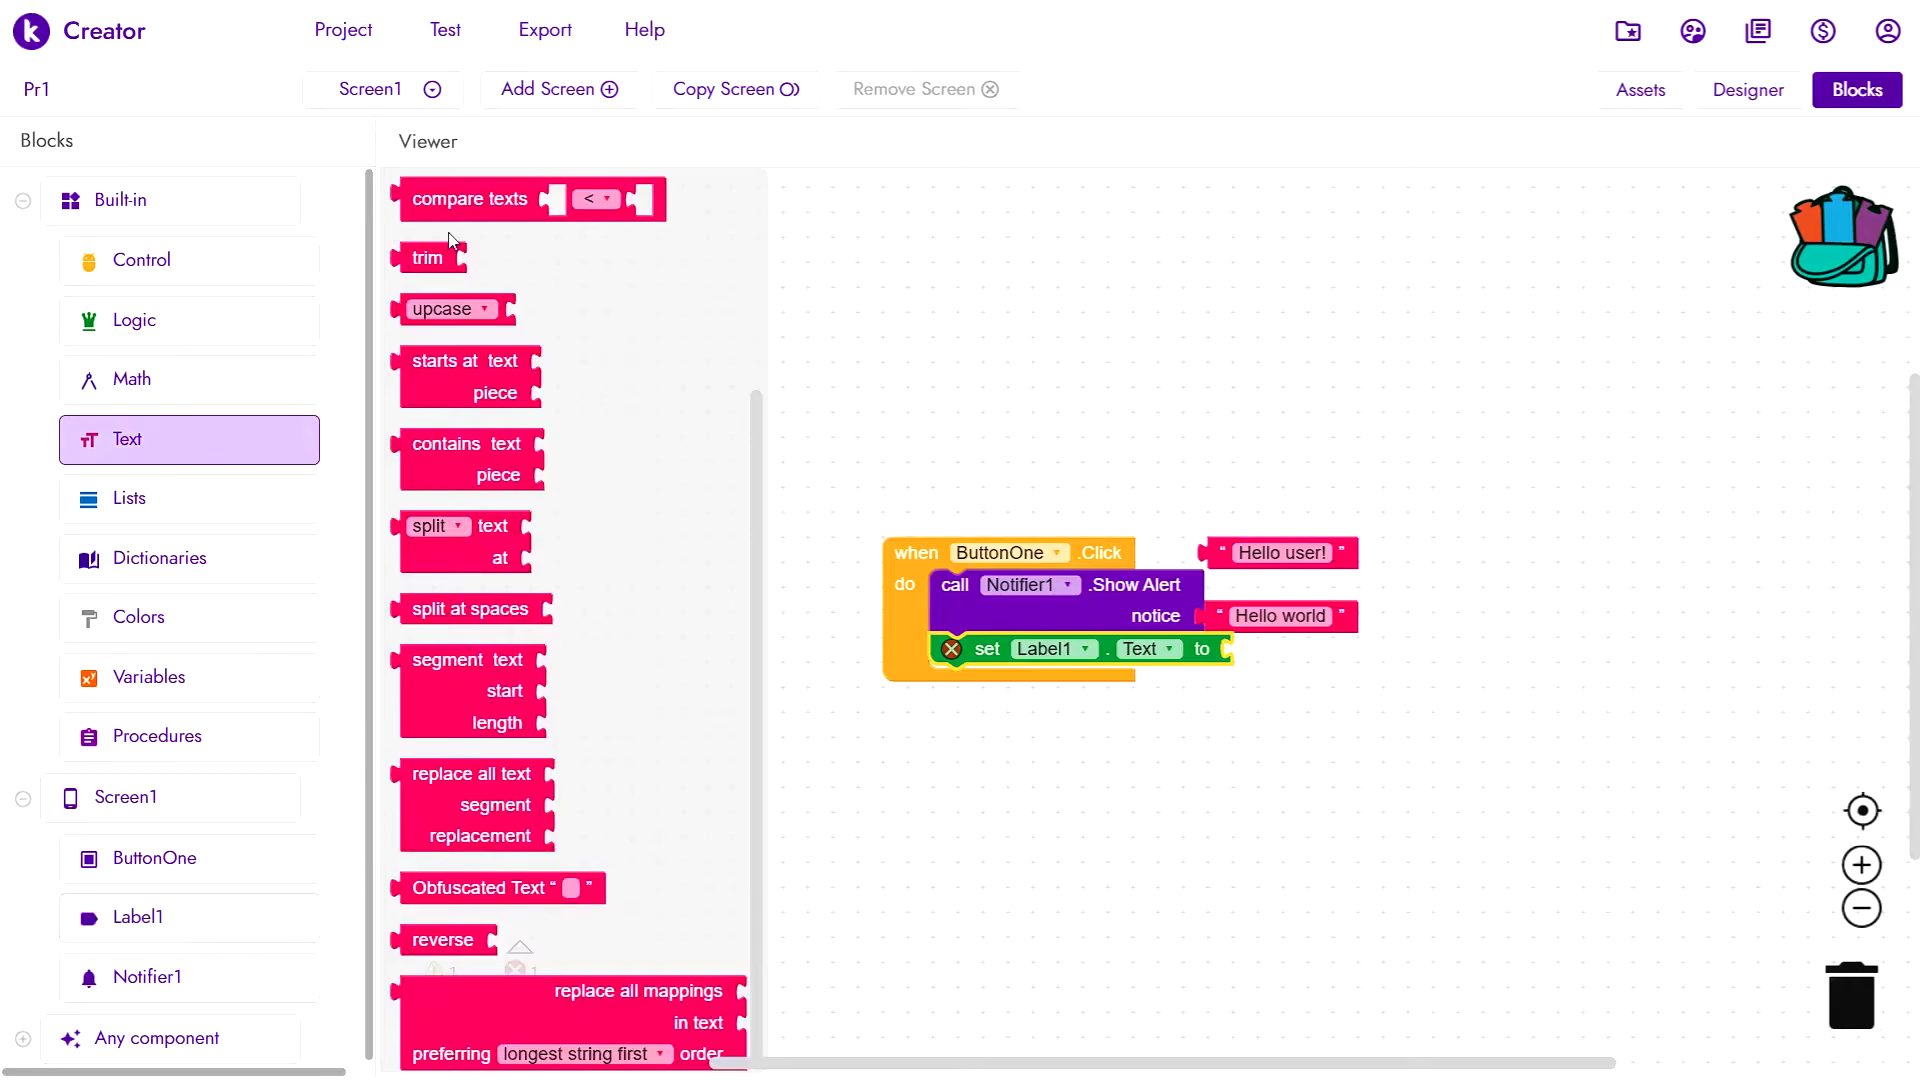 Creator
Project
Test
Export
Help
Pr1
Screen1
Add Screen
Copy Screen
Remove Screen
Assets
Designer
Blocks
Blocks
Viewer
Built-in
Control
Logic
Math
Text
Lists
Dictionaries
Colors
Variables
Procedures
Screen1
ButtonOne
Label1
Notifier1
Any component
compare texts <
trim
upcase
starts at text
piece
contains text
piece
split text
at
split at spaces
segment text
start
length
replace all text
segment
replacement
Obfuscated Text “ ”
reverse
1 1
replace all mappings
in text
preferring longest string first order
when ButtonOne .Click
“ Hello user! ”
do call Notifier1 .Show Alert
notice “ Hello world ”
set Label1 . Text to